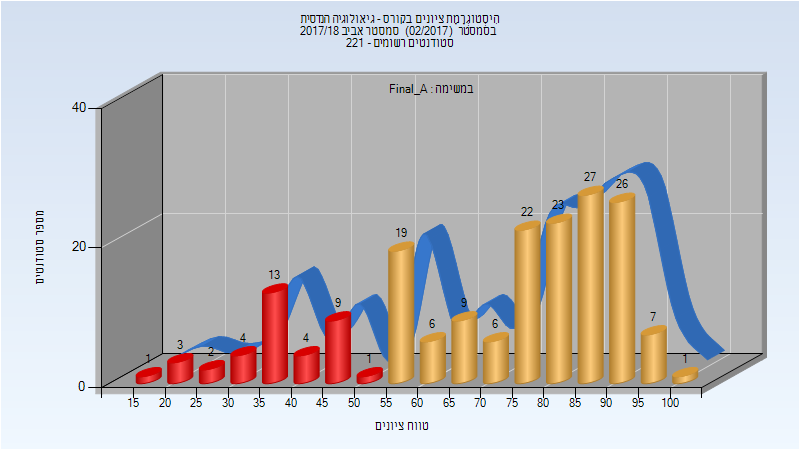 היסטוגרמת ציונים בקורס - גיאולוגיה הנדסית
בסמסטר (02/2017) סמסטר אביב 2017/18
סטודנטים רשומים - 221
במשימה : Final_A
מספר סטודנטים
40
20
0
1 3 2 4 13 4 9 1 19 6 9 6 22 23 27 26 7 1
15 20 25 30 35 40 45 50 55 60 65 70 75 80 85 90 95 100
טווח ציונים